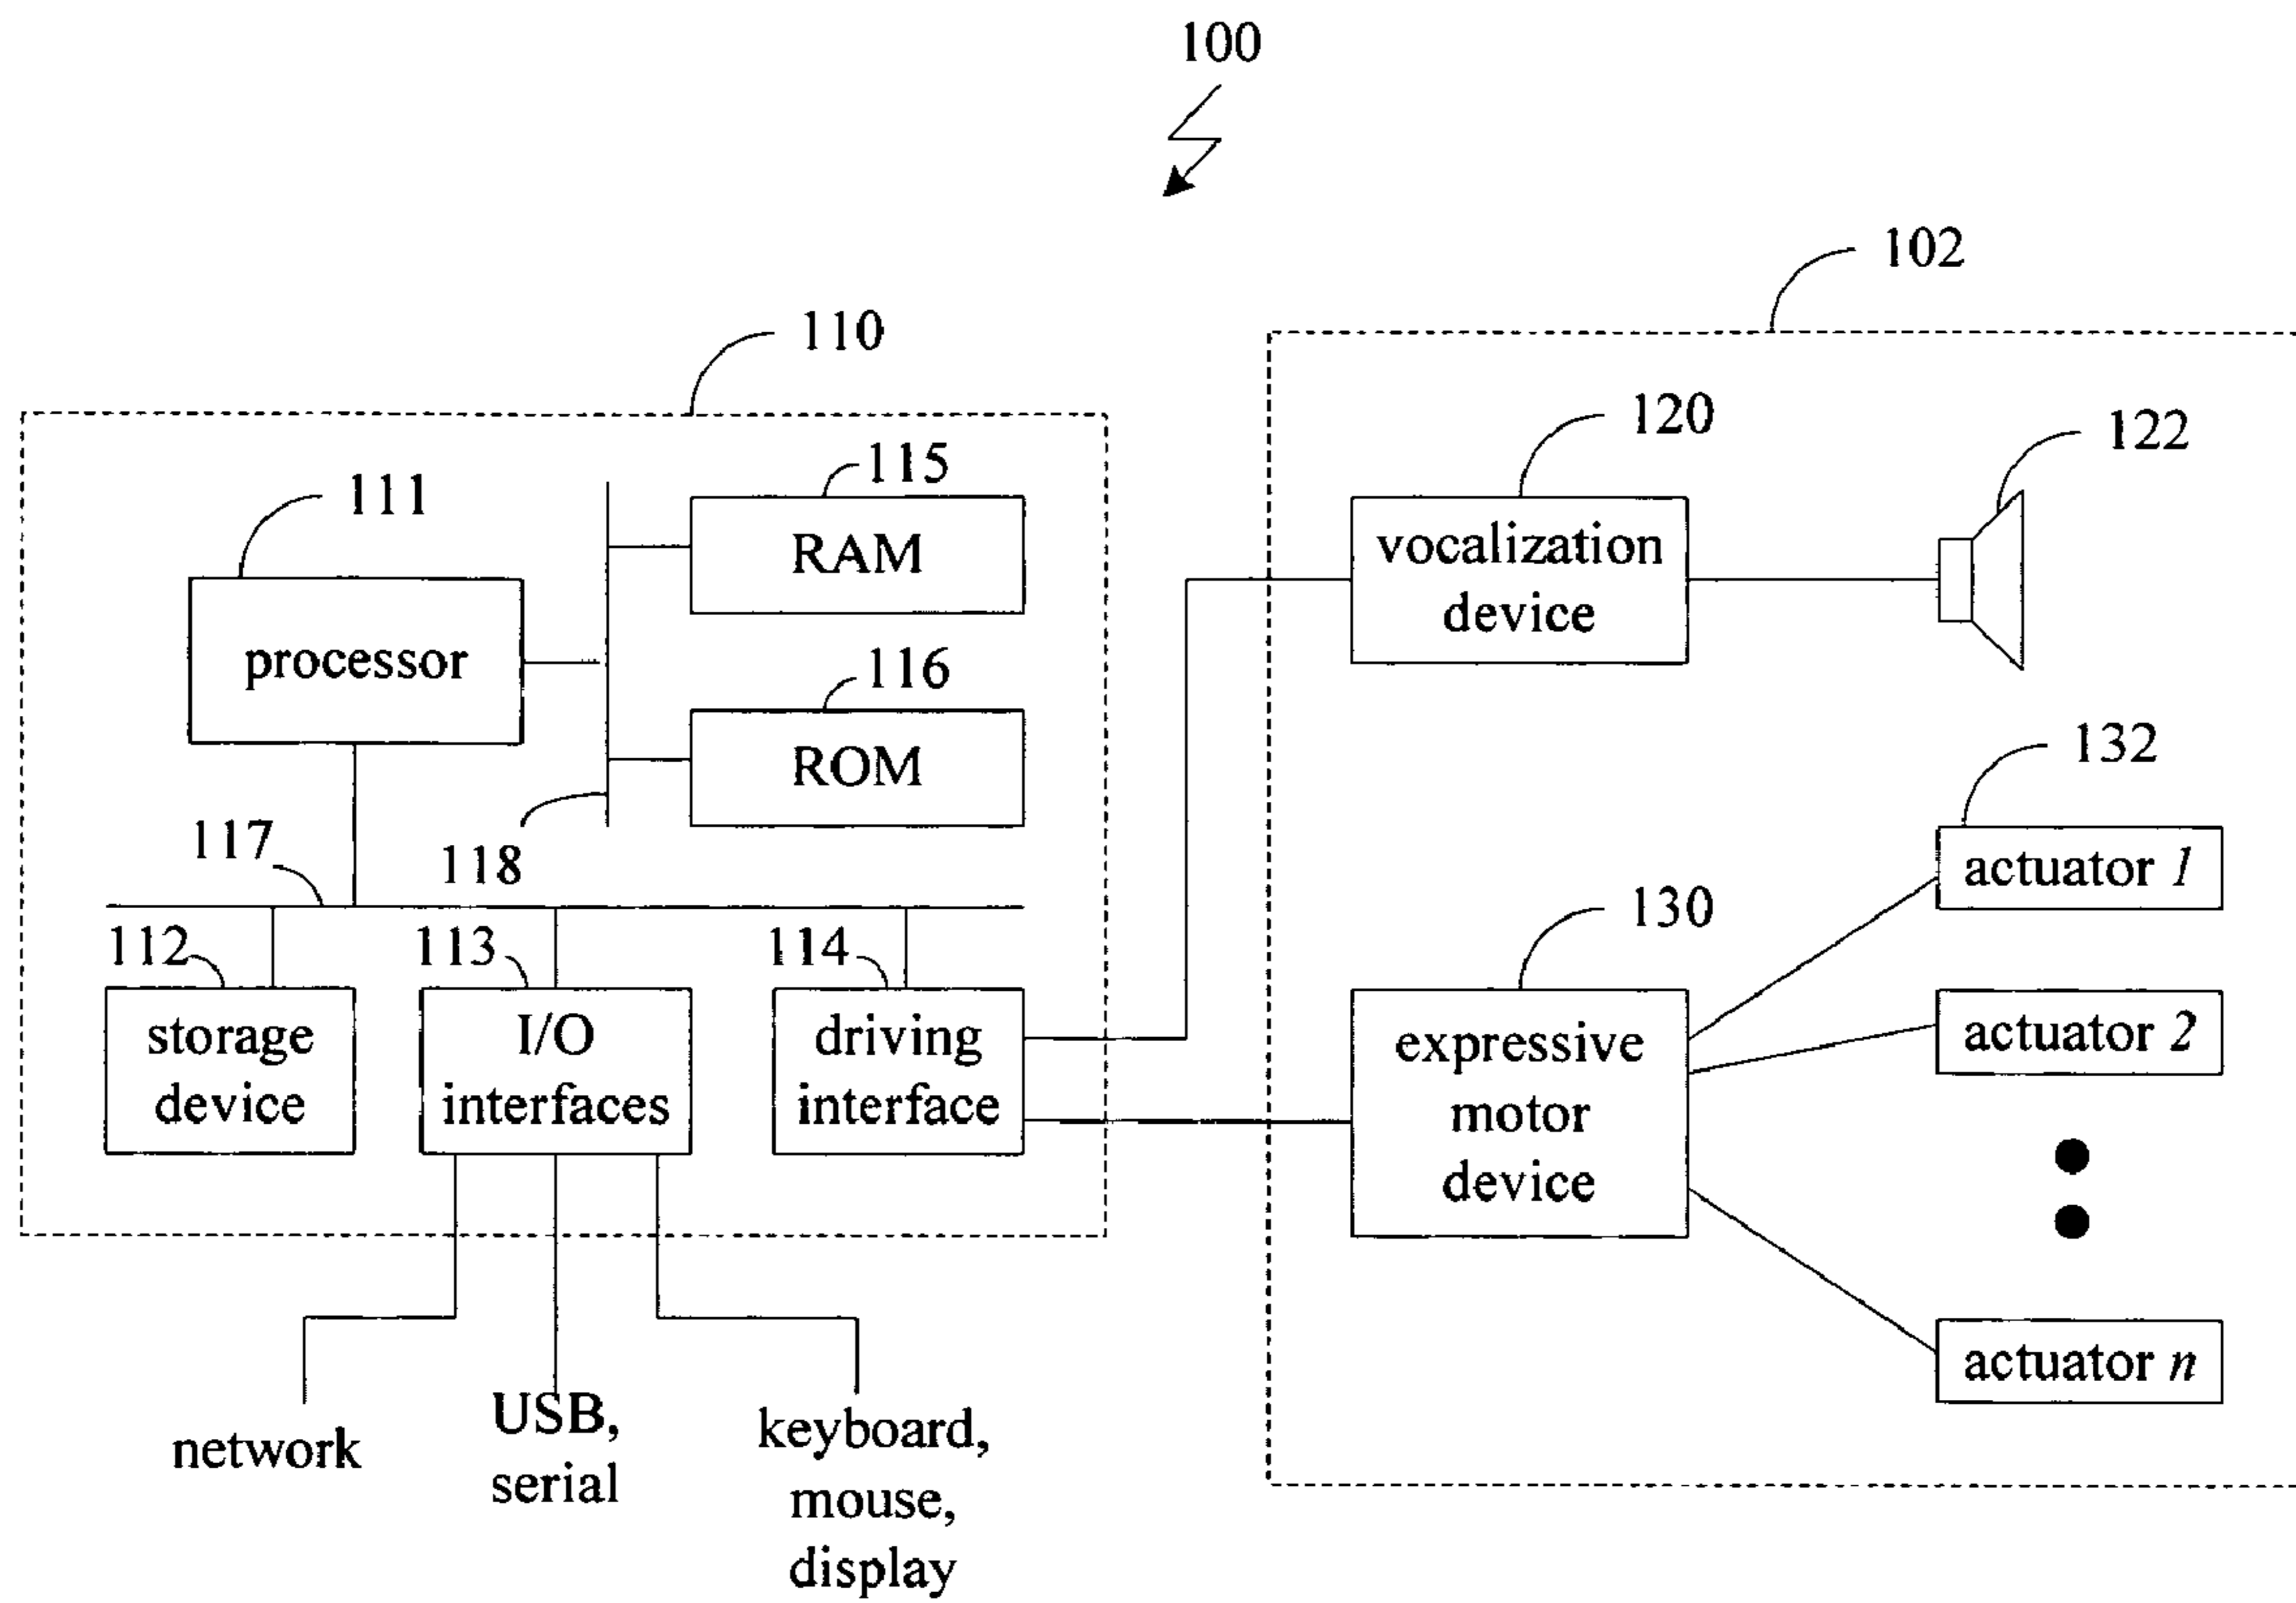 100
102
110
120
122
115
111
RAM
vocalization
device
processor
116
ROM
132
117
118
actuator 1
130
112
113
114
storage
device
I/O
interfaces
driving
interface
expressive
motor
device
actuator 2
actuator n
network
USB,
serial
keyboard,
mouse,
display